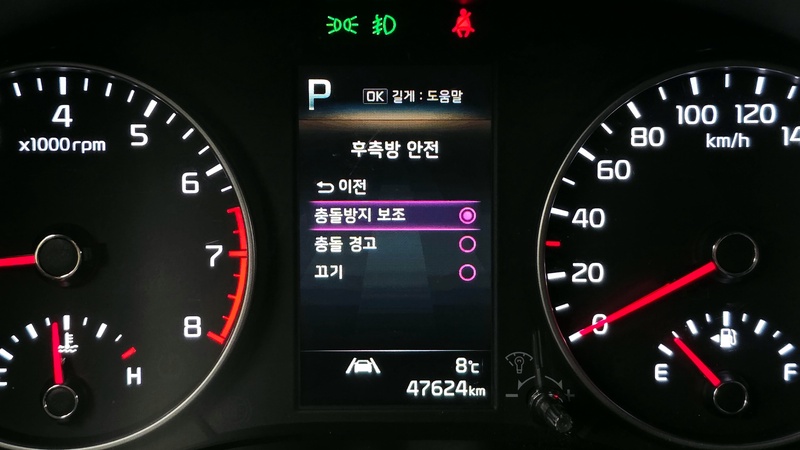 P
OK 길게 : 도움말
후측방 안전
이전
충돌방지 보조
충돌 경고
끄기
8℃
47624km
4
5
x1000rpm
6
7
8
H
100
120
14
80
km/h
60
40
20
0
E
F